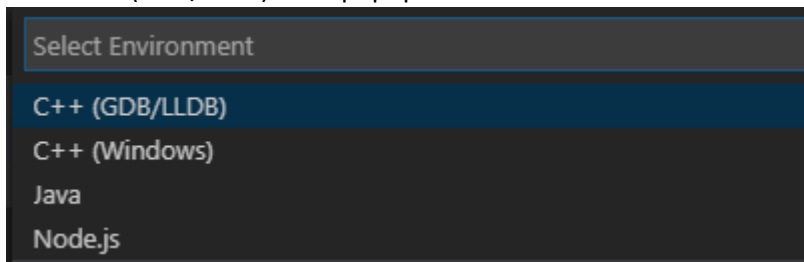 Select Environment
C++ (GDB/LLDB)
C++ (Windows)
Java
Node.js